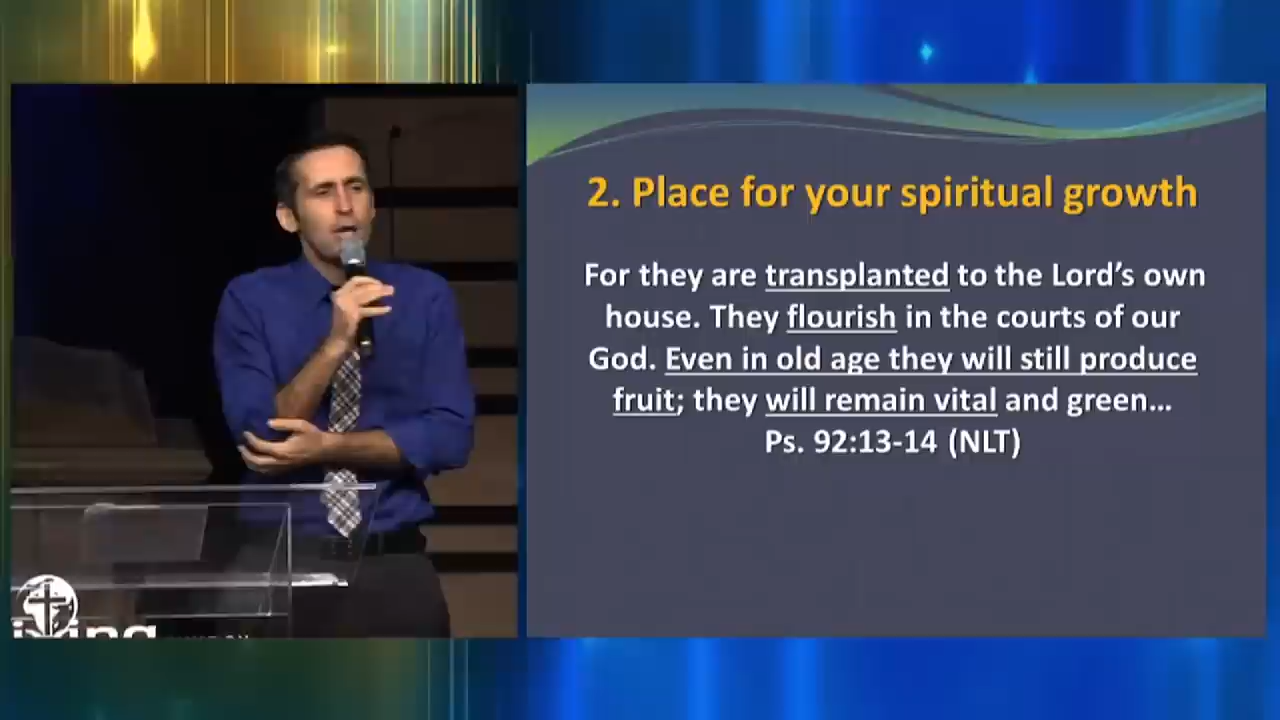 2. Place for your spiritual growth
For they are transplanted to the Lord’s own
house. They flourish in the courts of our
God. Even in old age they will still produce
fruit; they will remain vital and green…
Ps. 92:13-14 (NLT)